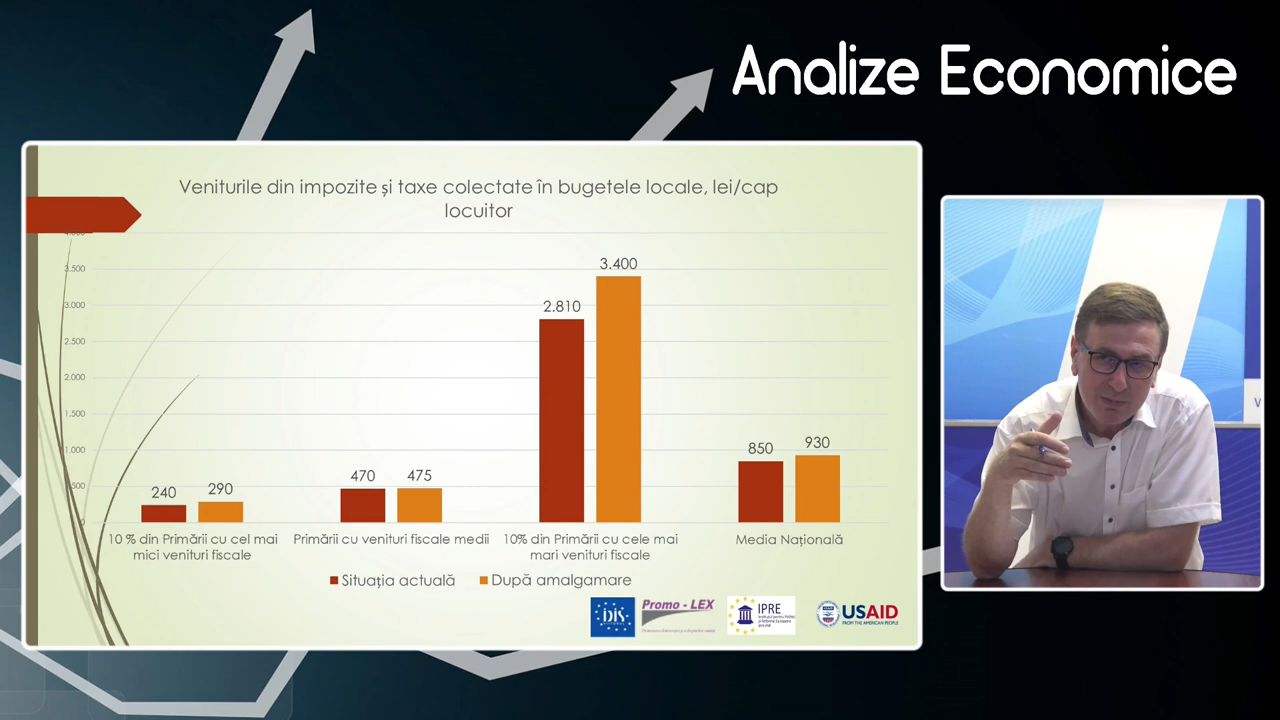 Analize Economice
Veniturile din impozite și taxe colectate în bugetele locale, lei/cap
locuitor
4.000
3.500
3.000
2.500
2.000
1.500
1.000
500
0
2.810
3.400
850
930
470
475
240
290
10 % din Primării cu cel mai
mici venituri fiscale
Primării cu venituri fiscale medii
10% din Primării cu cele mai
mari venituri fiscale
Media Națională
Situația actuală
După amalgamare
Promo - LEX
IPRE
USAID
FROM THE AMERICAN PEOPLE
V